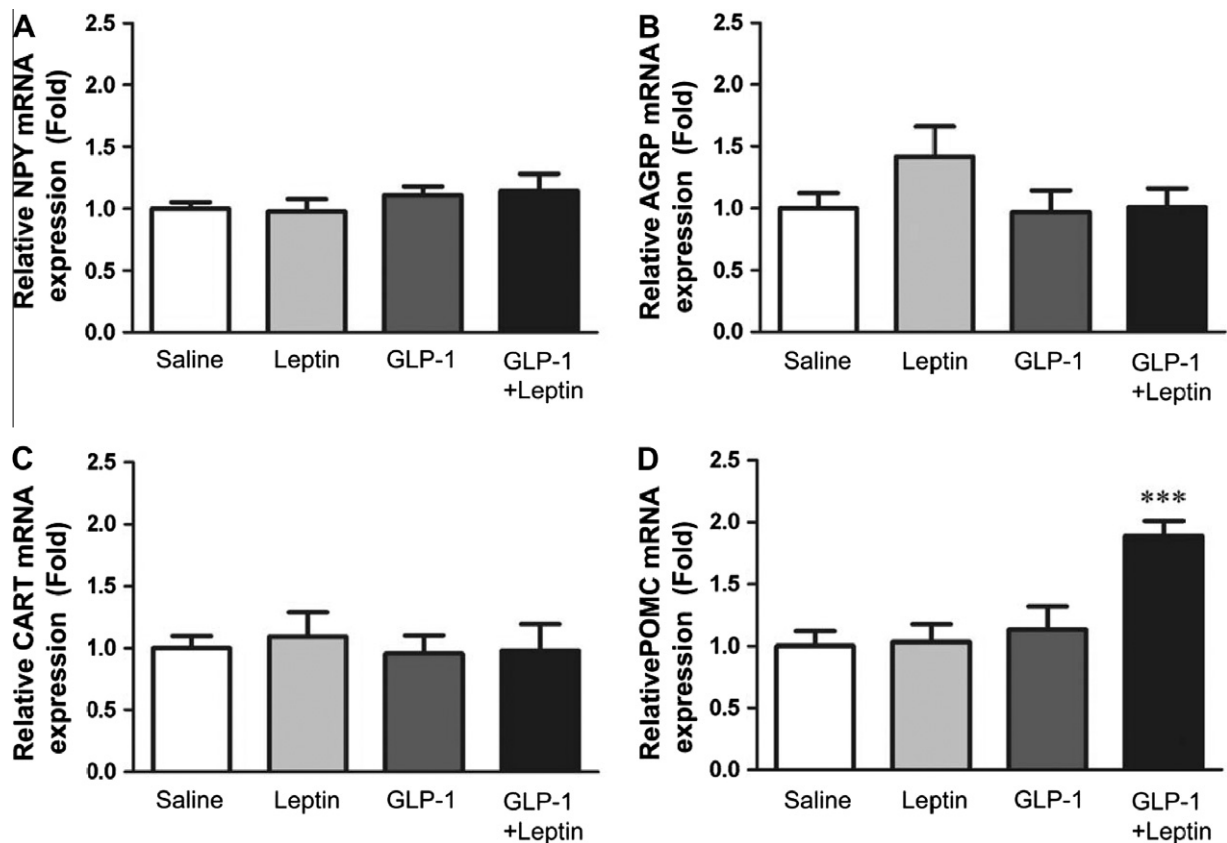 A
Relative NPY mRNA
expression (Fold)
2.5
2.0
1.5
1.0
0.5
0.0
Saline
Leptin
GLP-1
GLP-1
+Leptin
B
Relative AGRP mRNA
expression (Fold)
2.5
2.0
1.5
1.0
0.5
0.0
Saline
Leptin
GLP-1
GLP-1
+Leptin
C
Relative CART mRNA
expression (Fold)
2.5
2.0
1.5
1.0
0.5
0.0
Saline
Leptin
GLP-1
GLP-1
+Leptin
D
RelativePOMC mRNA
expression (Fold)
2.5
2.0
1.5
1.0
0.5
0.0
***
Saline
Leptin
GLP-1
GLP-1
+Leptin